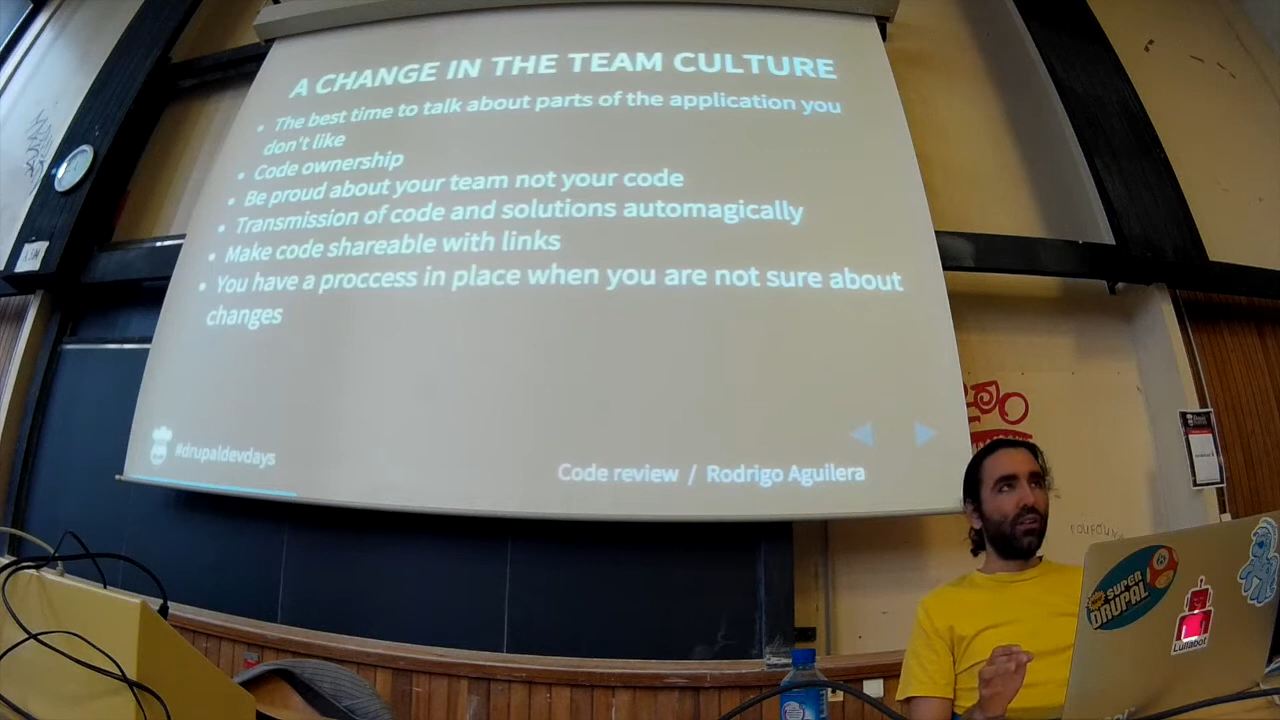 A CHANGE IN THE TEAM CULTURE
• The best time to talk about parts of the application you
don't like
• Code ownership
• Be proud about your team not your code
• Transmission of code and solutions automagically
• Make code shareable with links
• You have a proccess in place when you are not sure about
changes
#drupaldevdays
Code review / Rodrigo Aguilera
SUPER
DRUPAL
Lullabot